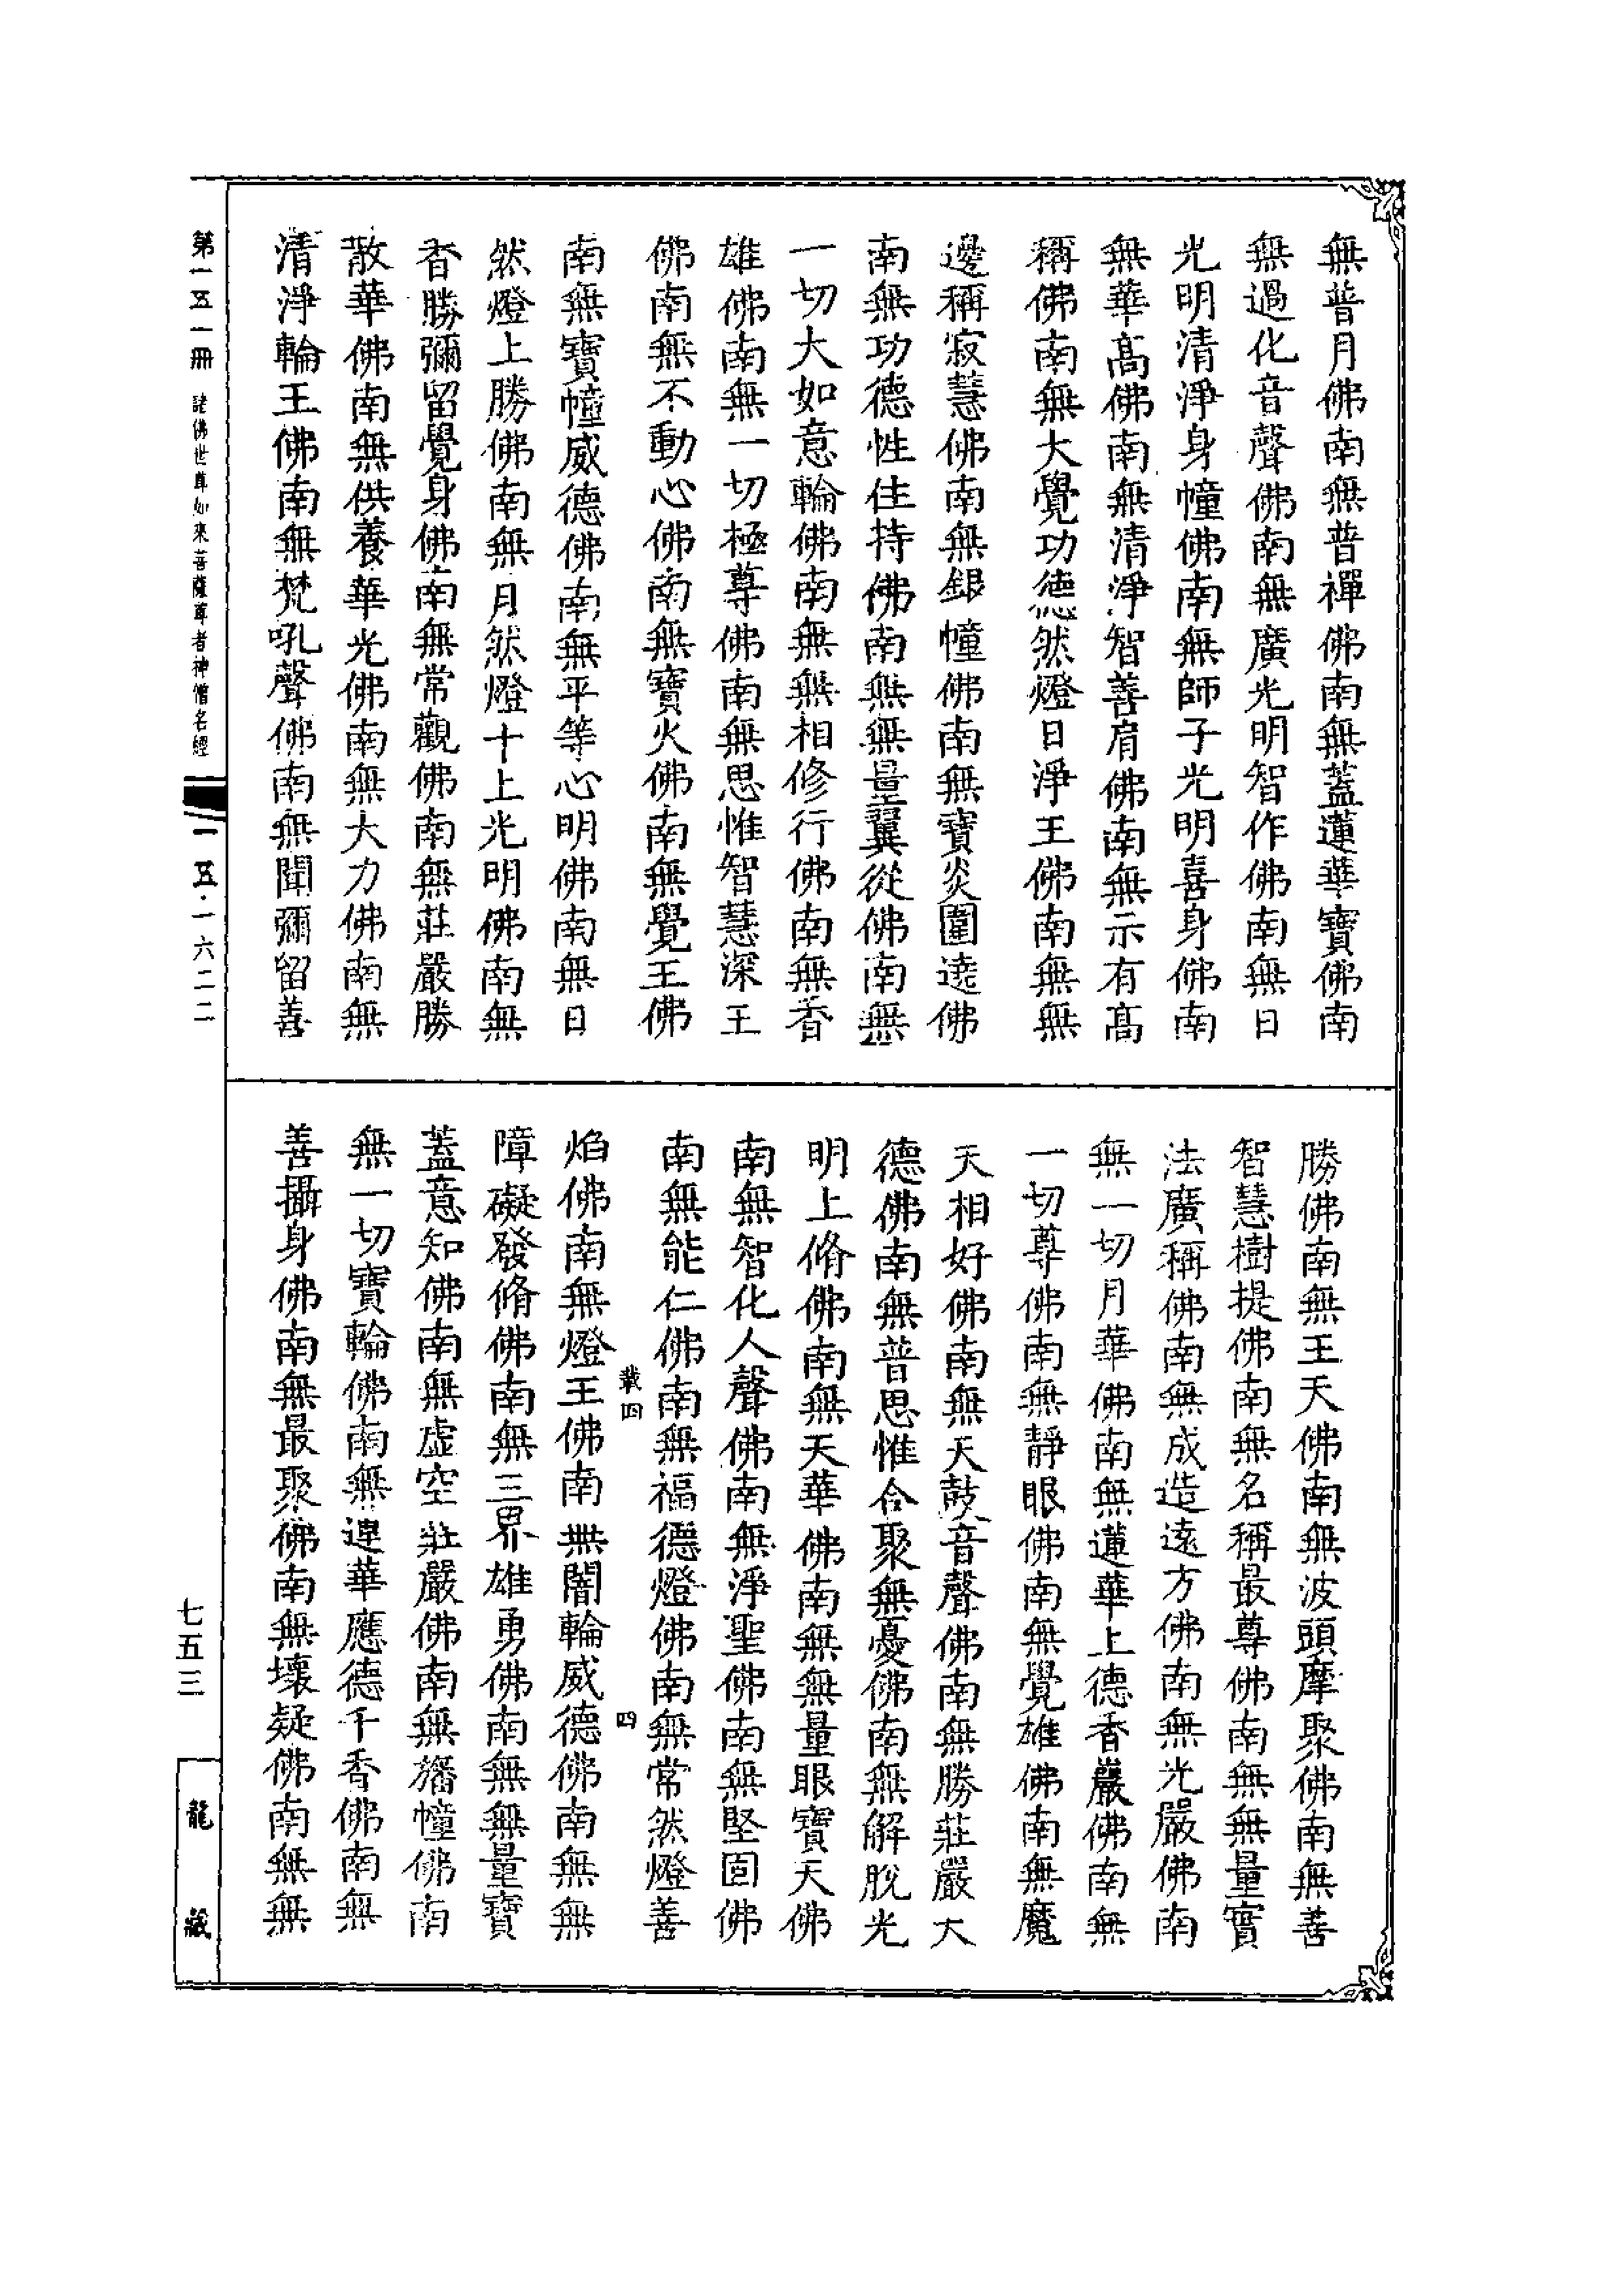 無普月佛南無普禪佛南無蓋蓮華寶佛南
無過化音聲佛南無廣光明智作佛南無日
光明清淨身幢佛南無師子光明喜身佛南
無華高佛南無清淨智善肩佛南無示有高
稱佛南無大覺功德然燈日淨王佛南無無
邊稱寂慧佛南無銀幢佛南無寶炎圍遶佛
南無功德性住持佛南無無量翼從佛南無
一切大如意輪佛南無無相修行佛南無香
雄佛南無一切極尊佛南無思惟智慧深王
佛南無不動心佛南無寶火佛南無覺王佛
南無寶幢威德佛南無平等心明佛南無日
然燈上勝佛南無月然燈十上光明佛南無
香勝彌留覺身佛南無常觀佛南無莊嚴勝
散華佛南無供養華光佛南無大力佛南無
清淨輪王佛南無梵吼聲佛南無聞彌留善
勝佛南無王天佛南無波頭摩聚佛南無善
智慧樹提佛南無名稱最尊佛南無無量實
法廣稱佛南無成造遠方佛南無光嚴佛南
無一切月華佛南無蓮華上德香巖佛南無
一切尊佛南無靜眼佛南無覺雄佛南無魔
天相好佛南無天鼓音聲佛南無勝莊嚴大
德佛南無普思惟合聚無憂佛南無解脫光
明上脩佛南無天華佛南無無量眼寶天佛
南無智化人聲佛南無淨聖佛南無堅固佛
南無能仁佛南無福德燈佛南無常然燈善
載四 四
焰佛南無燈王佛南無闇輪威德佛南無無
障礙發脩佛南無三界雄勇佛南無無量寶
蓋意知佛南無虛空莊嚴佛南無旛幢佛南
無一切寶輪佛南無連華應德千香佛南無
善攝身佛南無最聚佛南無壞疑佛南無無
第一五一冊 諸佛世尊如來菩薩尊者神僧名經
一五·一六二二
七五三
龍藏